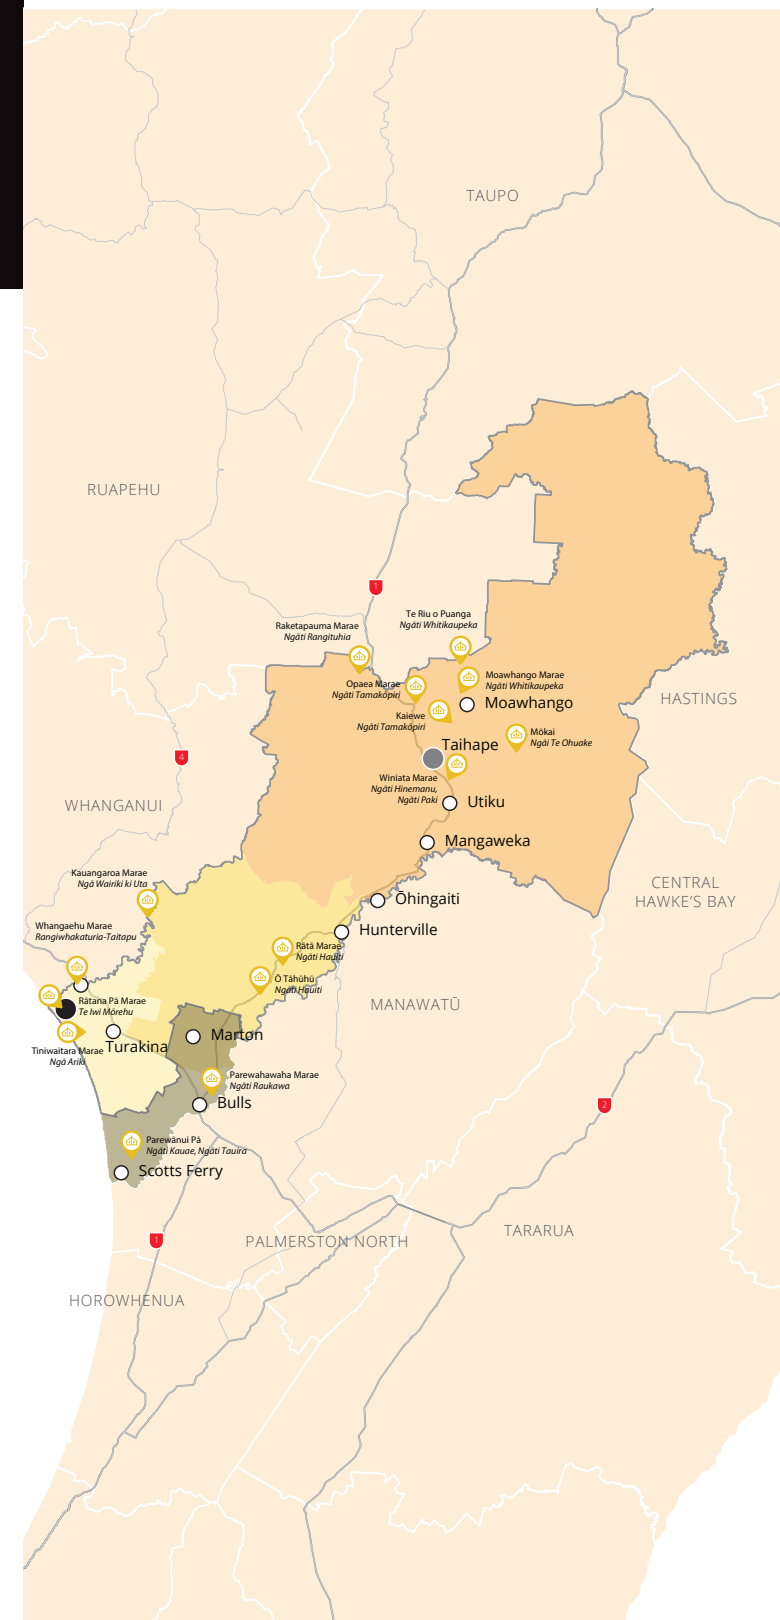 TAUPO
RUAPEHU
1
Te Riu o Puanga
Ngāti Whitikaupeka
Raketapauma Marae
Ngāti Rangituhia
Moawhango Marae
Ngāti Whitikaupeka
Opaea Marae
Ngāti Tamakōpiri
HASTINGS
Moawhango
Kaiewe
Ngāti Tamakōpiri
Mōkai
Ngāi Te Ohuake
Taihape
4
Winiata Marae
Ngāti Hinemanu,
Ngāti Paki
WHANGANUI
Utiku
Mangaweka
Kauangaroa Marae
Ngā Wairiki ki Uta
CENTRAL
HAWKE'S BAY
Ōhingaiti
Whangaehu Marae
Rangiwhakaturia-Taitapu
Hunterville
Rātā Marae
Ngāti Hauiti
Ō Tāhūhū
Ngāti Hauiti
Rātana Pā Marae
Te Iwi Mōrehu
MANAWATŪ
Marton
Turakina
Tiniwaitara Marae
Ngā Ariki
Parewahawaha Marae
Ngāti Raukawa
Bulls
2
Parewānui Pā
Ngāti Kauae, Ngāti Tauira
Scotts Ferry
TARARUA
1
PALMERSTON NORTH
HOROWHENUA